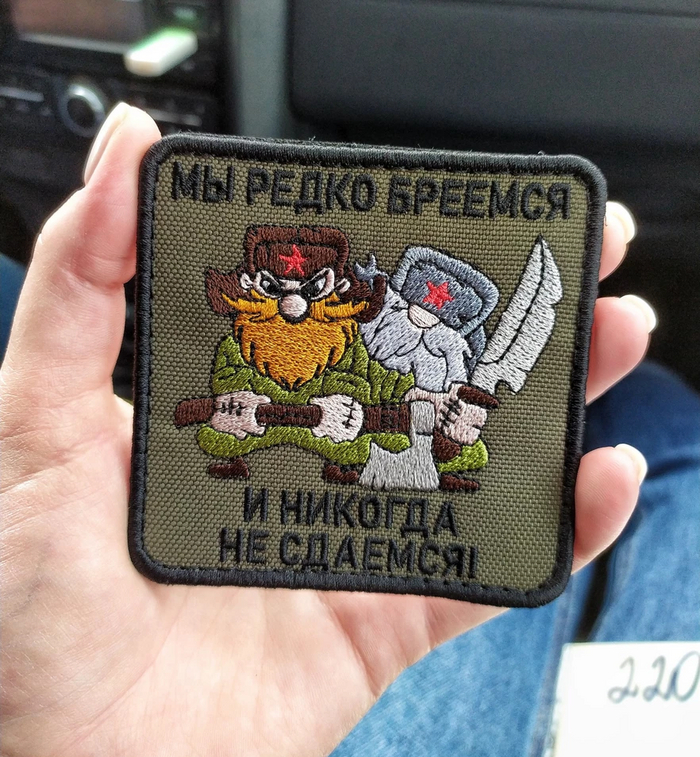 МЫ РЕДКО БРЕЕМСЯ
И НИКОГДА
НЕ СДАЕМСЯ!
220